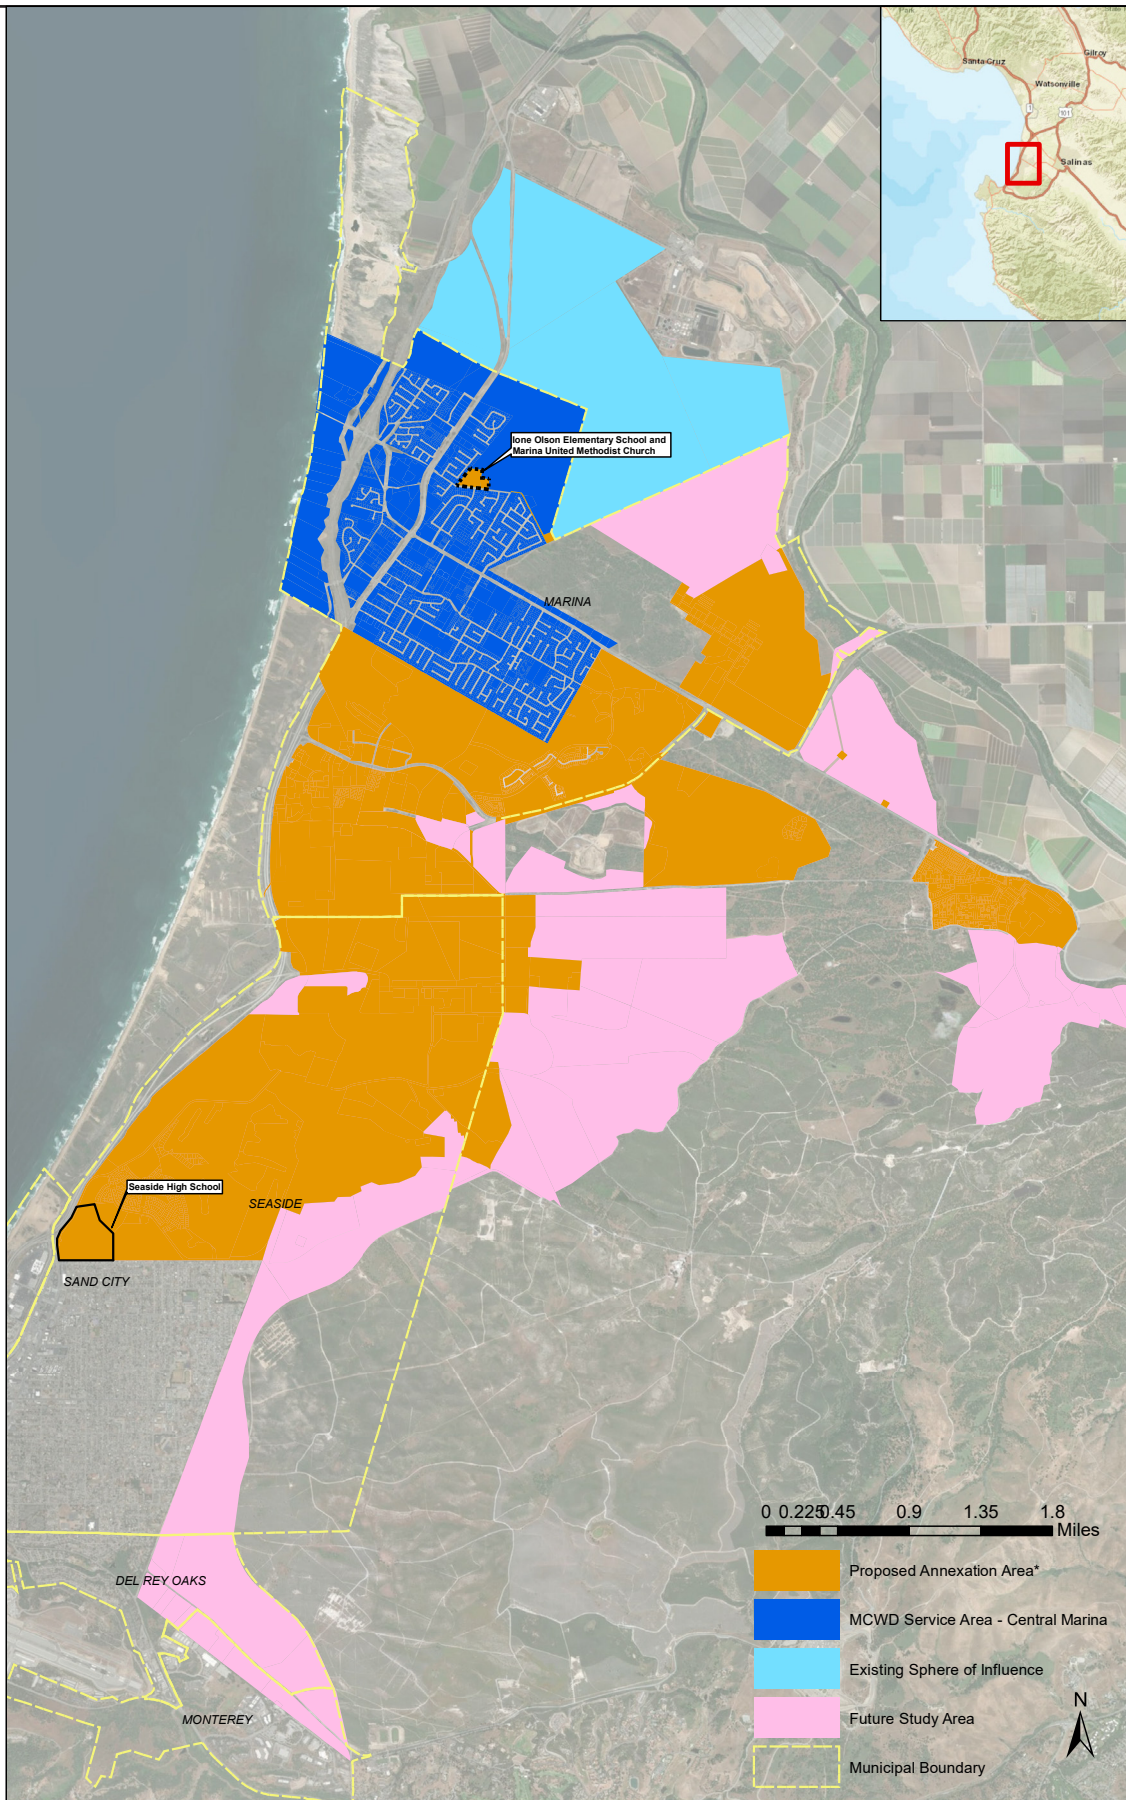 Santa Cruz
Gilroy
Watsonville
1
101
Salinas
Ione Olson Elementary School and
Marina United Methodist Church
MARINA
Seaside High School
SEASIDE
SAND CITY
DEL REY OAKS
MONTEREY
0 0.225 0.45 0.9 1.35 1.8
Miles
Proposed Annexation Area*
MCWD Service Area - Central Marina
Existing Sphere of Influence
Future Study Area
Municipal Boundary
N